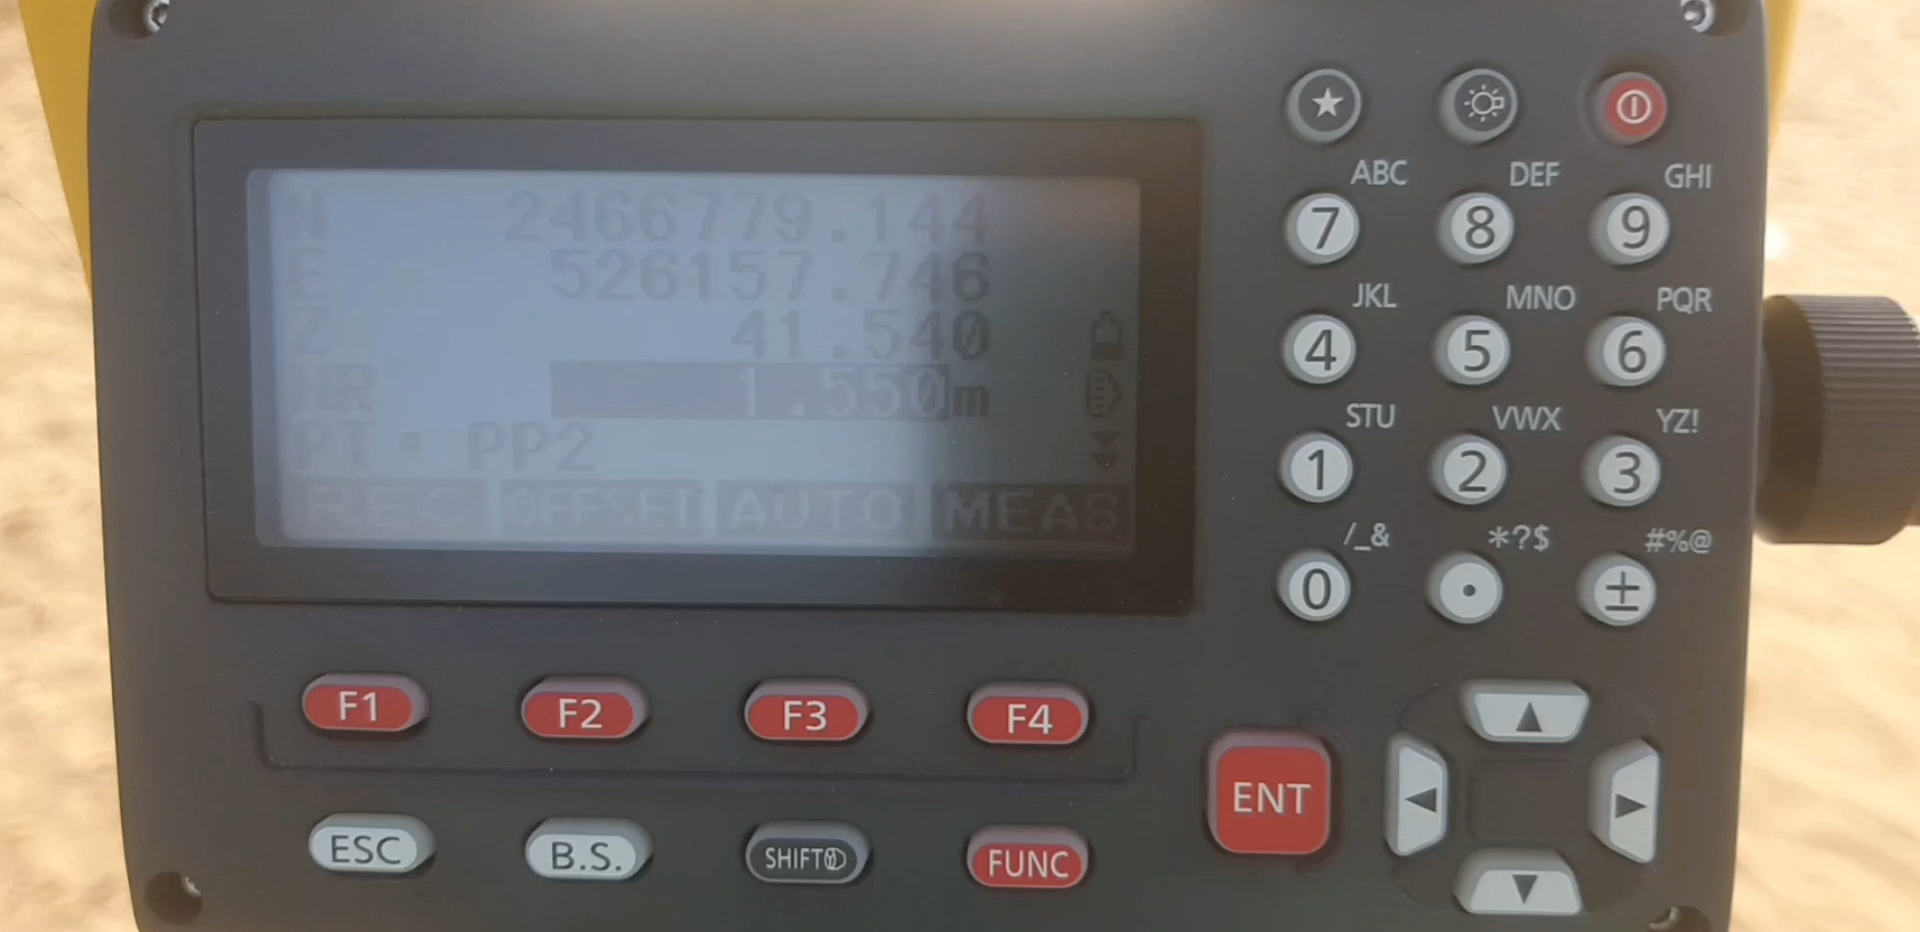 N 2466779.144
E 526157.746
Z 41.540
HR 1.550m
PT. PP2
REC OFFSET AUTO MEAS
ABC DEF GHI
7 8 9
JKL MNO PQR
4 5 6
STU VWX YZ!
1 2 3
/_& *?$ #%@
0 . ±
F1 F2 F3 F4
ENT
ESC B.S. SHIFT FUNC